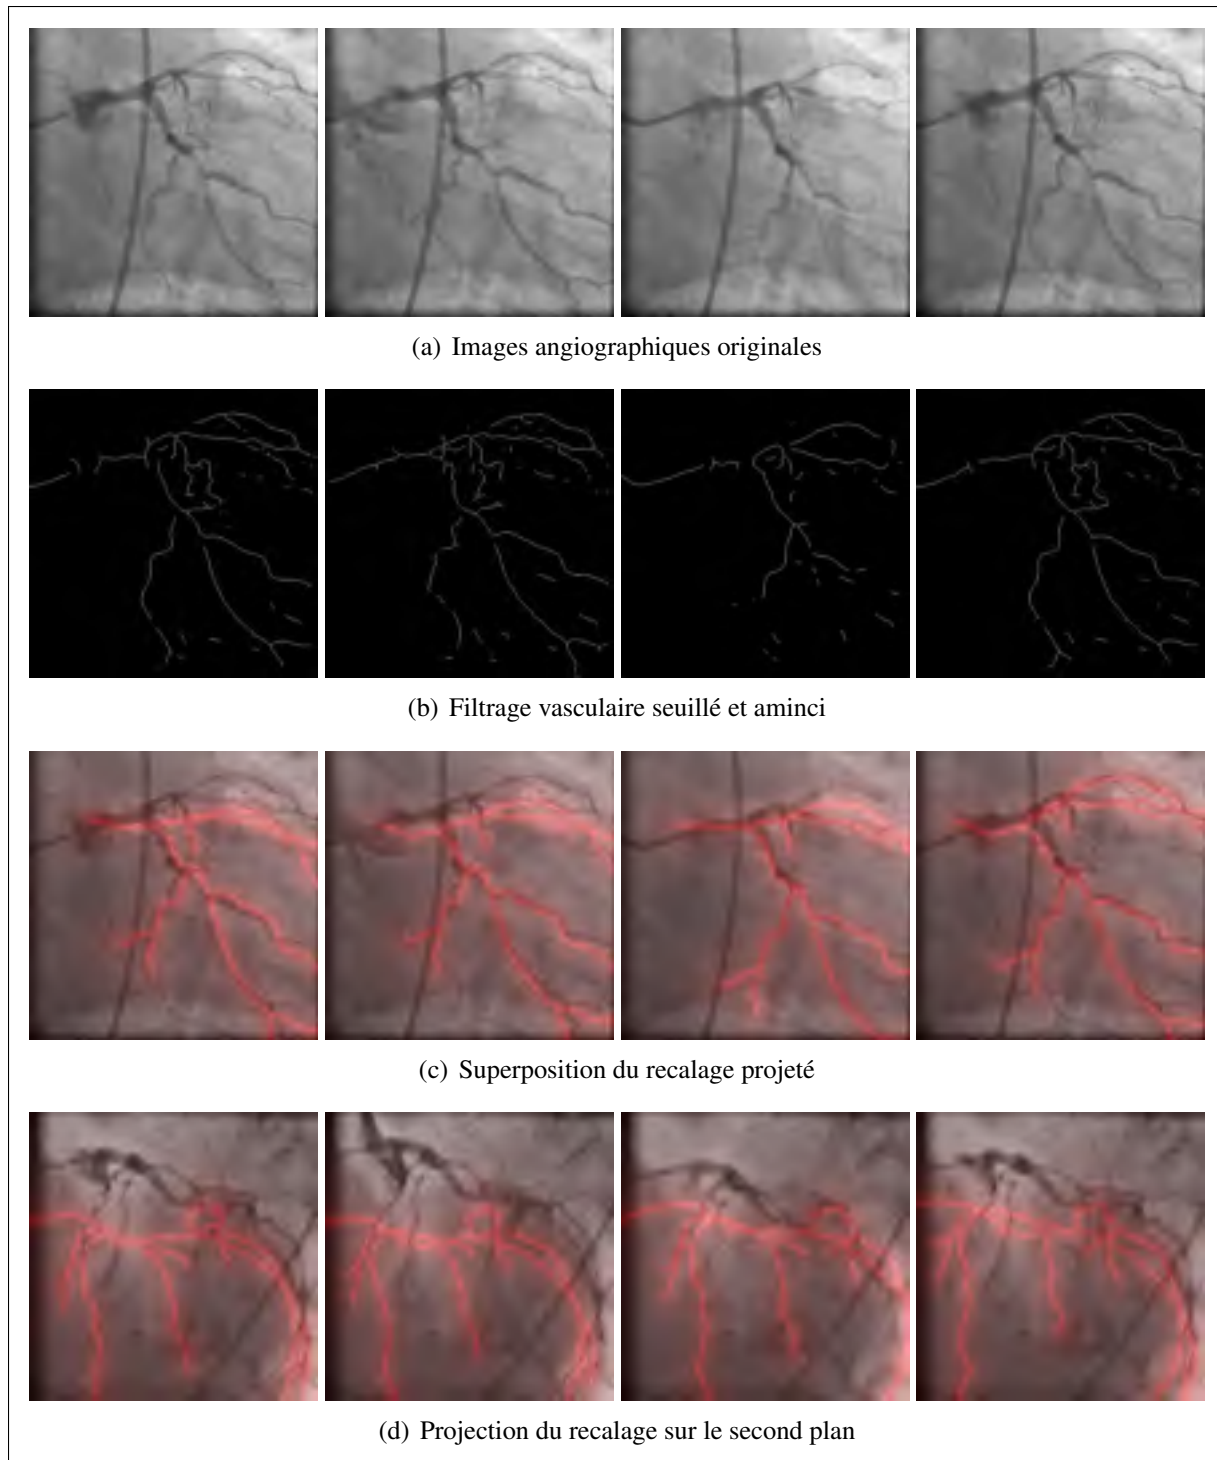 (a) Images angiographiques originales
(b) Filtrage vasculaire seuillé et aminci
(c) Superposition du recalage projeté
(d) Projection du recalage sur le second plan